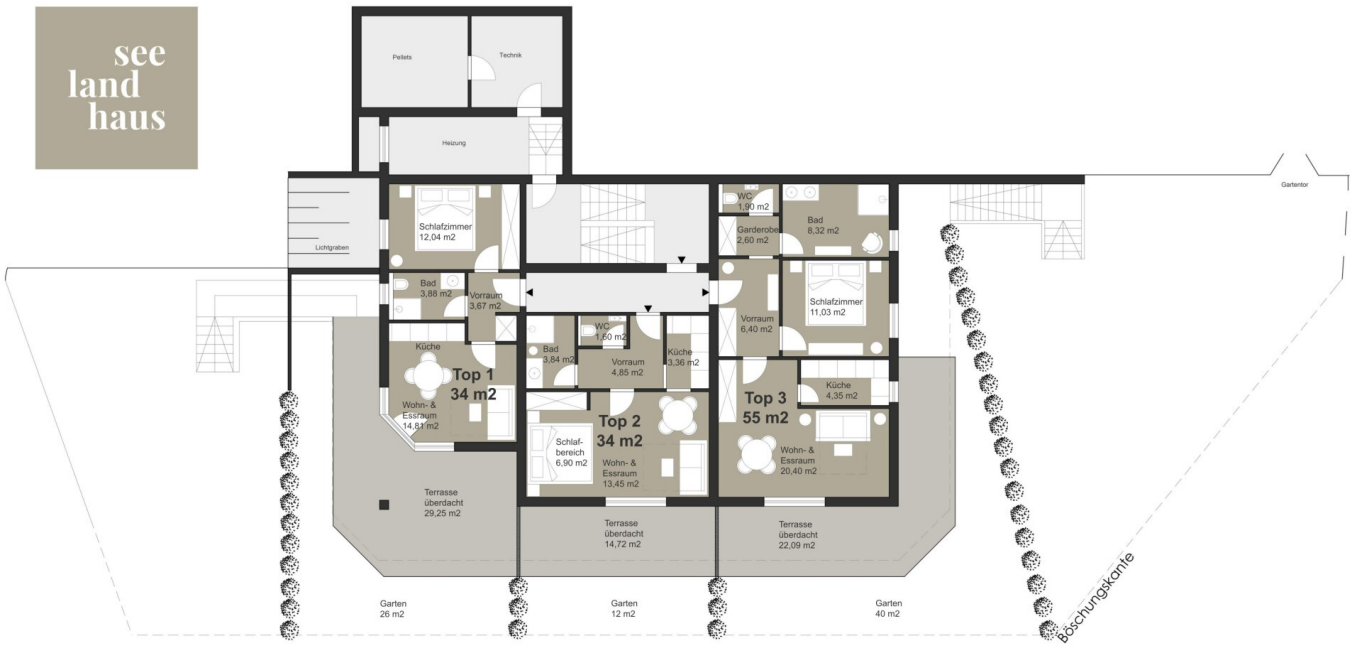 see
land
haus
Pellets
Technik
Heizung
Lichtgraben
Gartentor
Schlafzimmer
12,04 m2
Bad
3,88 m2
Vorraum
3,67 m2
Küche
Top 1
34 m2
Wohn- &
Essraum
14,81 m2
Terrasse
überdacht
29,25 m2
Garten
26 m2
Bad
3,84 m2
WC
1,60 m2
Vorraum
4,85 m2
Küche
3,36 m2
Top 2
34 m2
Schlaf-
bereich
6,90 m2
Wohn- &
Essraum
13,45 m2
Terrasse
überdacht
14,72 m2
Garten
12 m2
WC
1,90 m2
Garderobe
2,60 m2
Bad
8,32 m2
Vorraum
6,40 m2
Schlafzimmer
11,03 m2
Top 3
55 m2
Küche
4,35 m2
Wohn- &
Essraum
20,40 m2
Terrasse
überdacht
22,09 m2
Garten
40 m2
Böschungskante